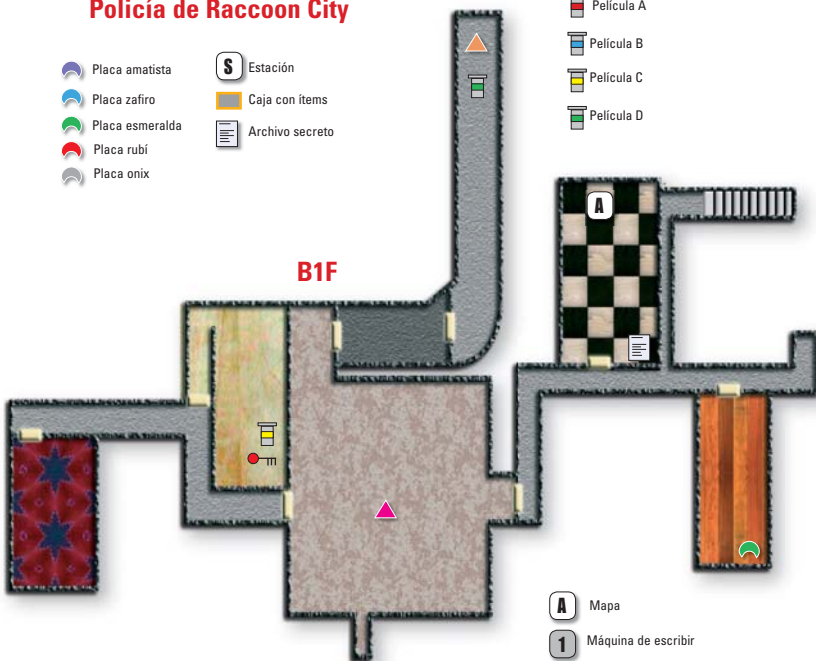 Policía de Raccoon City
Placa amatista
Placa zafiro
Placa esmeralda
Placa rubí
Placa onix
S Estación
Caja con ítems
Archivo secreto
Película A
Película B
Película C
Película D
A
B1F
A Mapa
1 Máquina de escribir